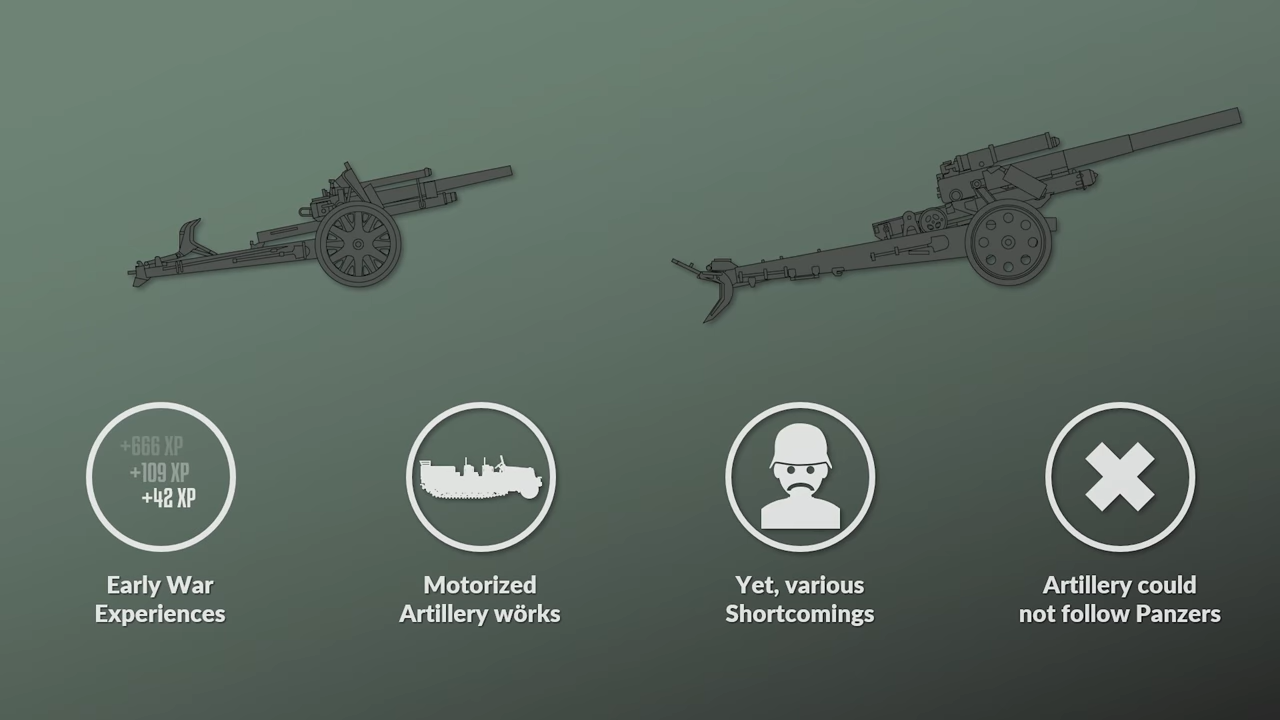 +666 XP
+109 XP
+42 XP
Early War
Experiences
Motorized
Artillery wörks
Yet, various
Shortcomings
Artillery could
not follow Panzers